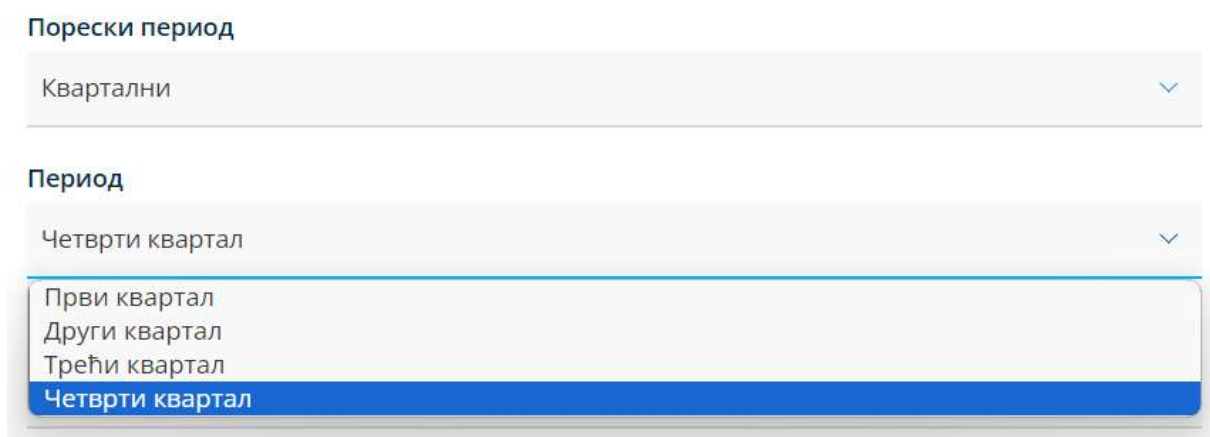 Порески период
Квартални
Период
Четврти квартал
Први квартал
Други квартал
Трећи квартал
Четврти квартал